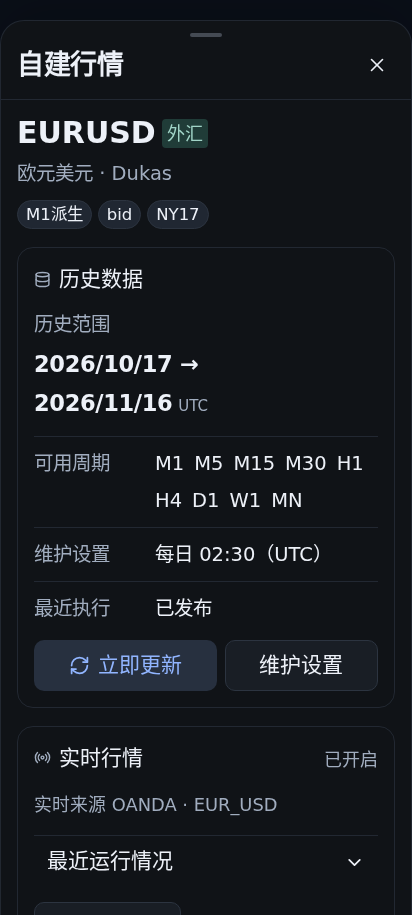 自建行情
EURUSD 外汇
欧元美元 · Dukas
M1派生 bid NY17
历史数据
历史范围
2026/10/17 →
2026/11/16 UTC
可用周期 M1 M5 M15 M30 H1
H4 D1 W1 MN
维护设置 每日 02:30（UTC）
最近执行 已发布
立即更新 维护设置
实时行情 已开启
实时来源 OANDA · EUR_USD
最近运行情况